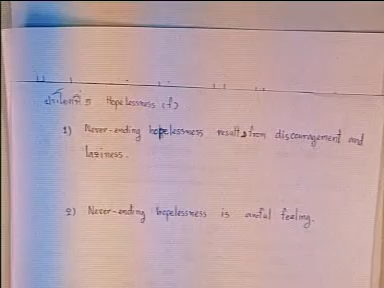 Hopelessness (n)
1) Never-ending hopelessness results from discouragement and
laziness.
2) Never-ending hopelessness is awful feeling.